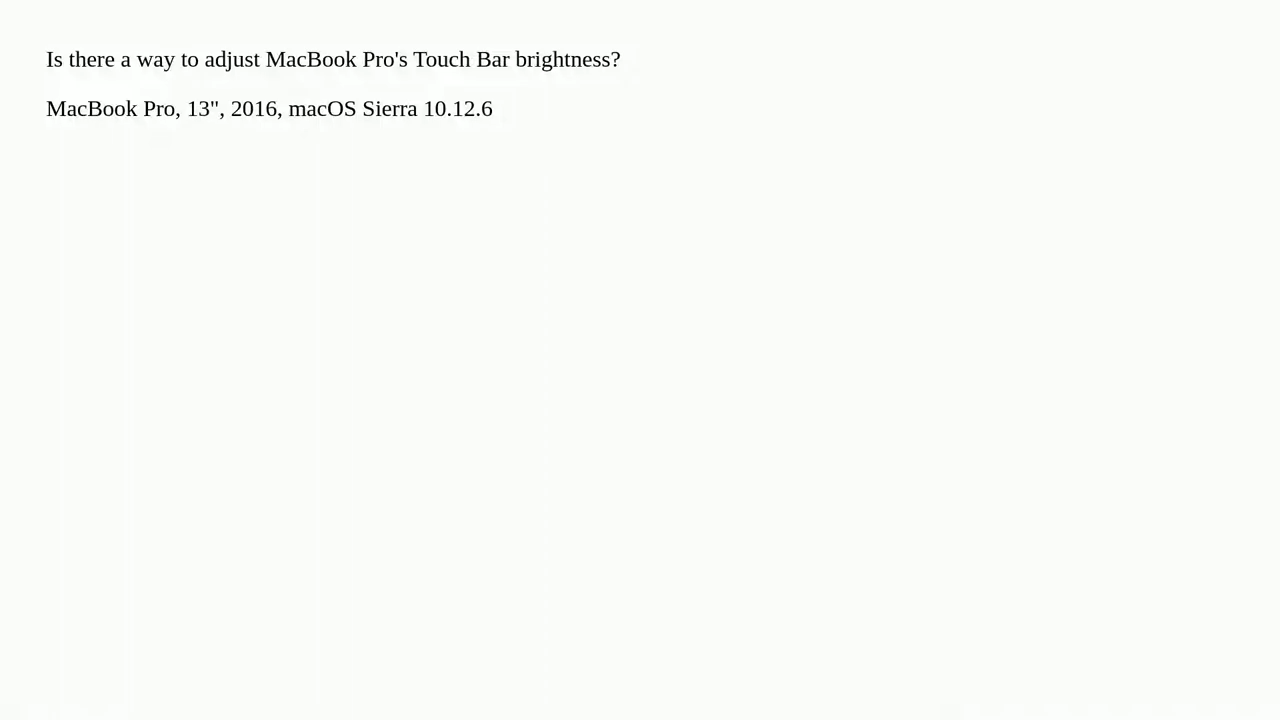 Is there a way to adjust MacBook Pro's Touch Bar brightness?
MacBook Pro, 13", 2016, macOS Sierra 10.12.6